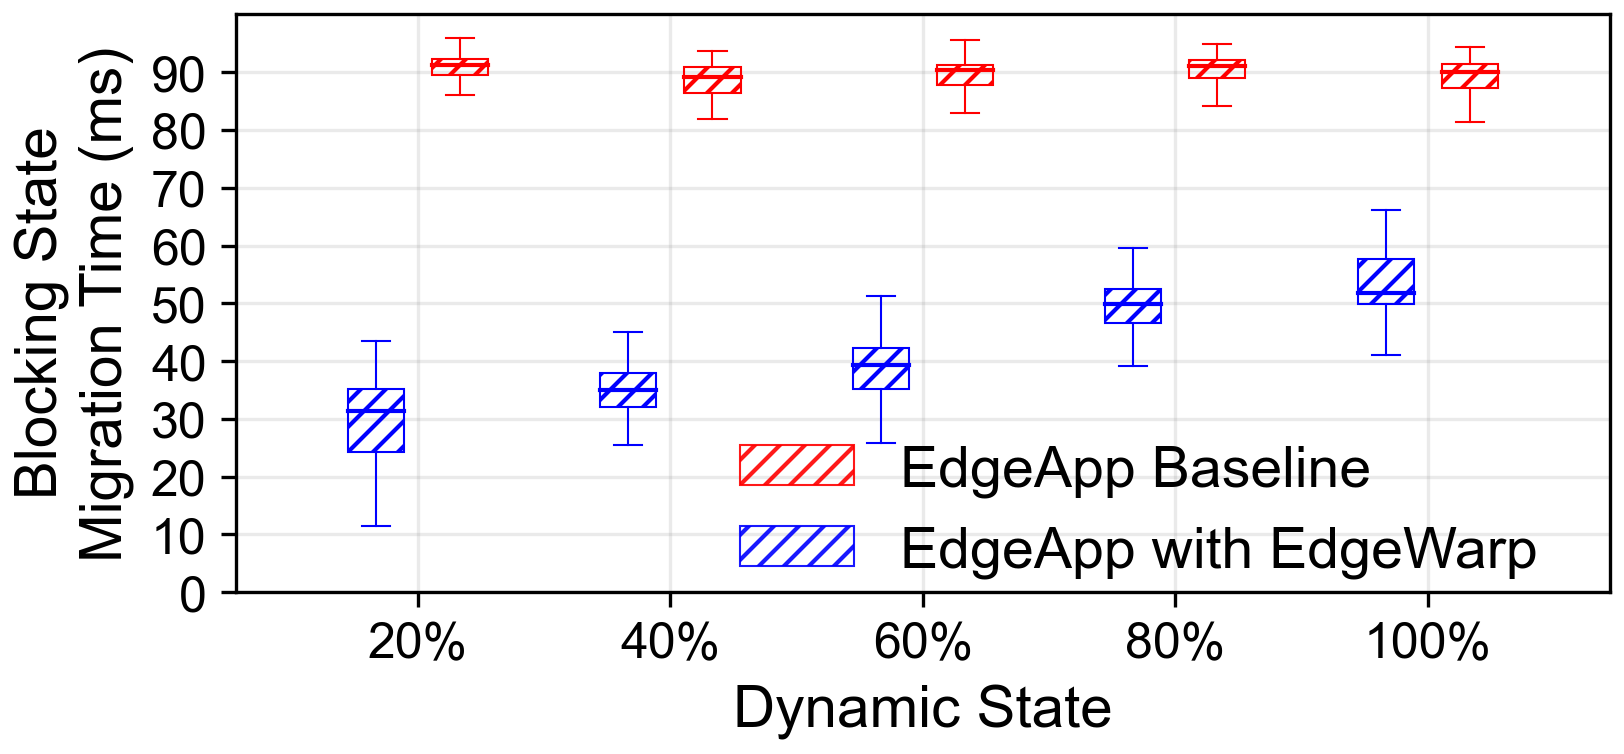 Blocking State
Migration Time (ms)
90
80
70
60
50
40
30
20
10
0
EdgeApp Baseline
EdgeApp with EdgeWarp
20% 40% 60% 80% 100%
Dynamic State